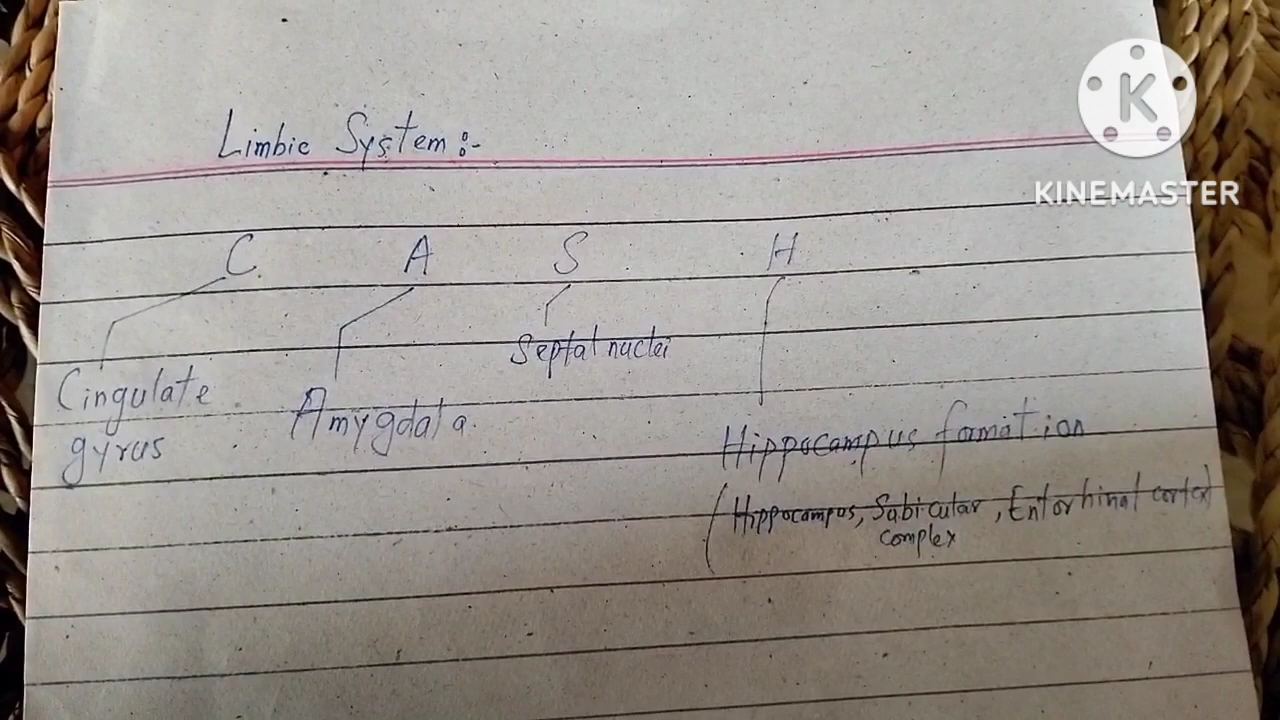 Limbic System :-
C A S H
Cingulate
gyrus
Amygdala
Septal nuclei
Hippocampus formation
(Hippocampus, Subicular, Entorhinal cortex)
complex
K
KINEMASTER